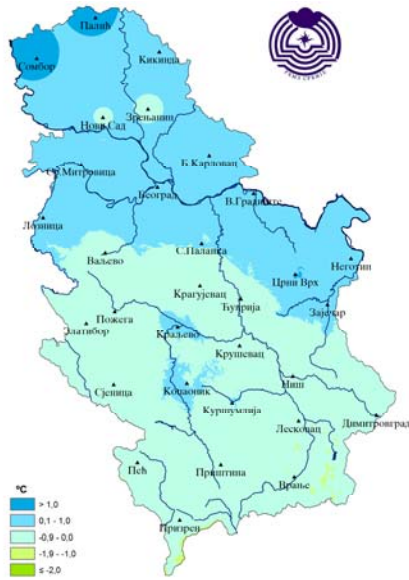 Палић
Сомбор
Кикинда
Нови Сад
Зрењанин
Б.Карловац
Ср.Митровица
Београд
В.Градиште
Лозница
Ваљево
С.Паланка
Црни Врх
Неготин
Крагујевац
Ћуприја
Зајечар
Пожега
Златибор
Краљево
Крушевац
Сјеница
Копаоник
Куршумлија
Ниш
Димитровград
Лесковац
Пећ
Приштина
Врање
Призрен
°C
> 1,0
0,1 - 1,0
-0,9 - 0,0
-1,9 - -1,0
≤ -2,0